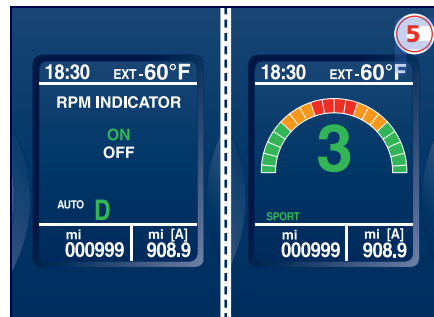 18:30 EXT-60°F
RPM INDICATOR
ON
OFF
AUTO D
mi mi [A]
000999 908.9
5
18:30 EXT-60°F
3
SPORT
mi mi [A]
000999 908.9